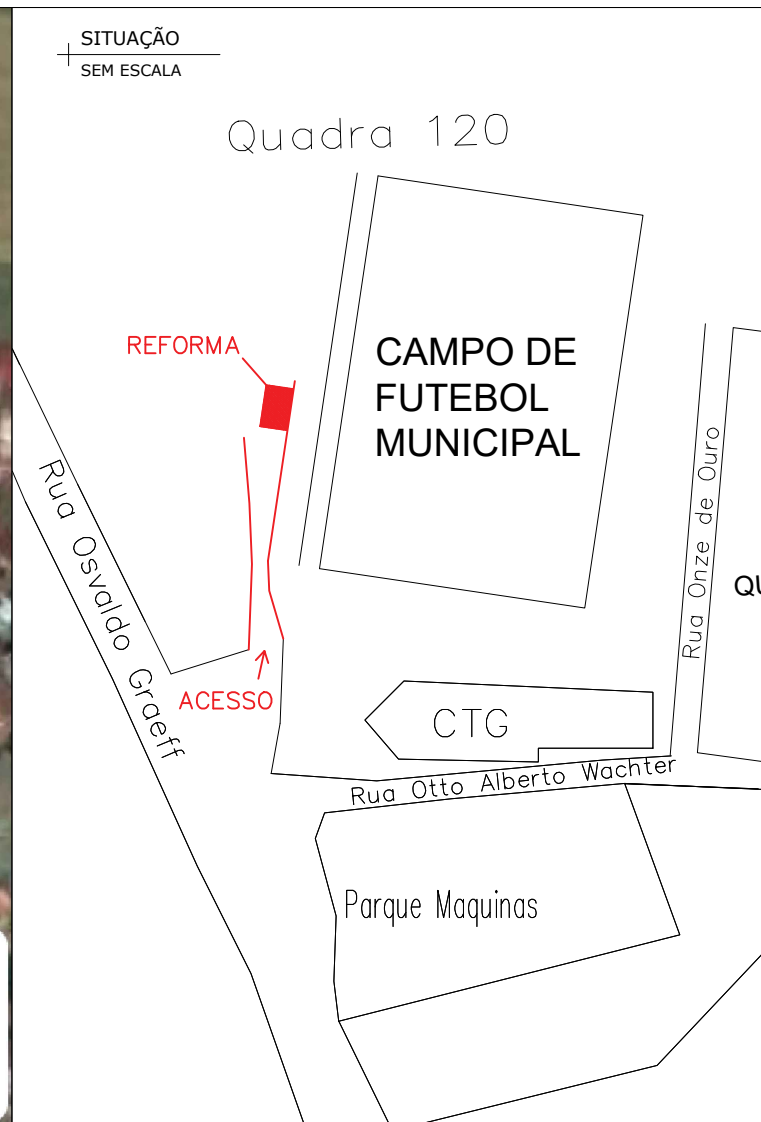 SITUAÇÃO
SEM ESCALA
Quadra 120
REFORMA
CAMPO DE
FUTEBOL
MUNICIPAL
Rua Osvaldo Graeff
Rua Onze de Ouro
QU
ACESSO
CTG
Rua Otto Alberto Wachter
Parque Maquinas